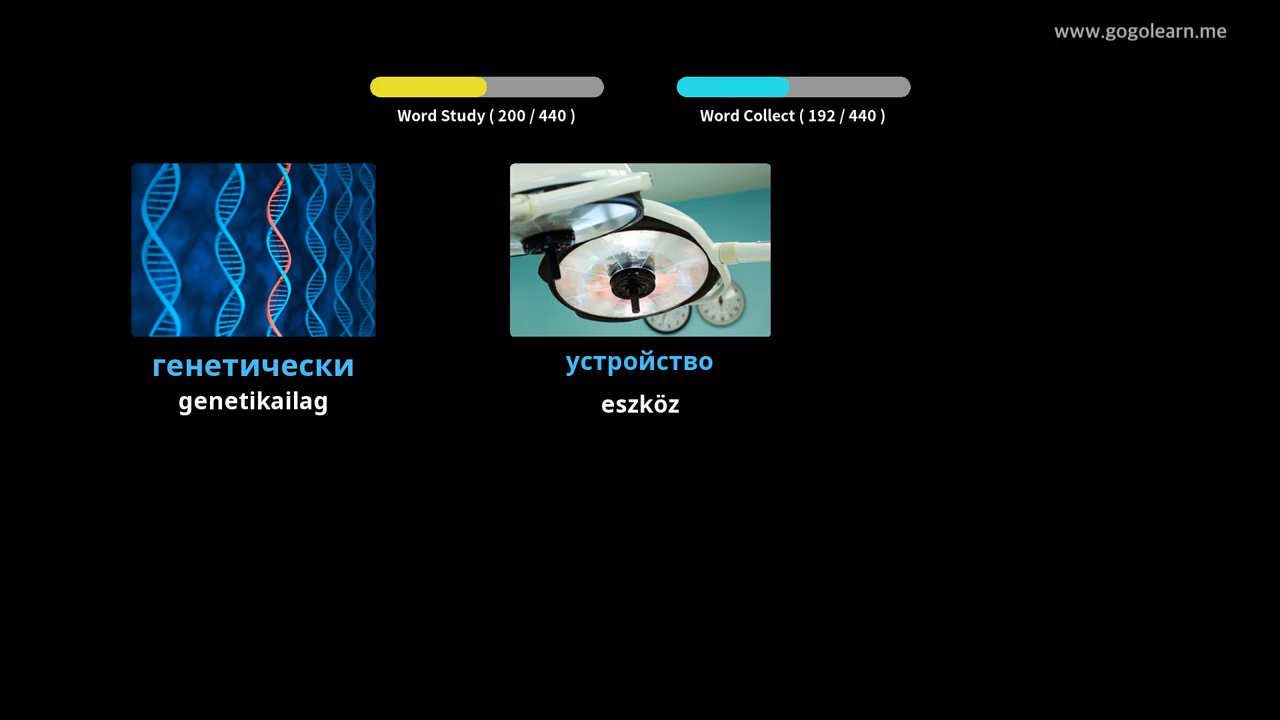 www.gogolearn.me
Word Study ( 200 / 440 )
Word Collect ( 192 / 440 )
генетически
genetikailag
устройство
eszköz